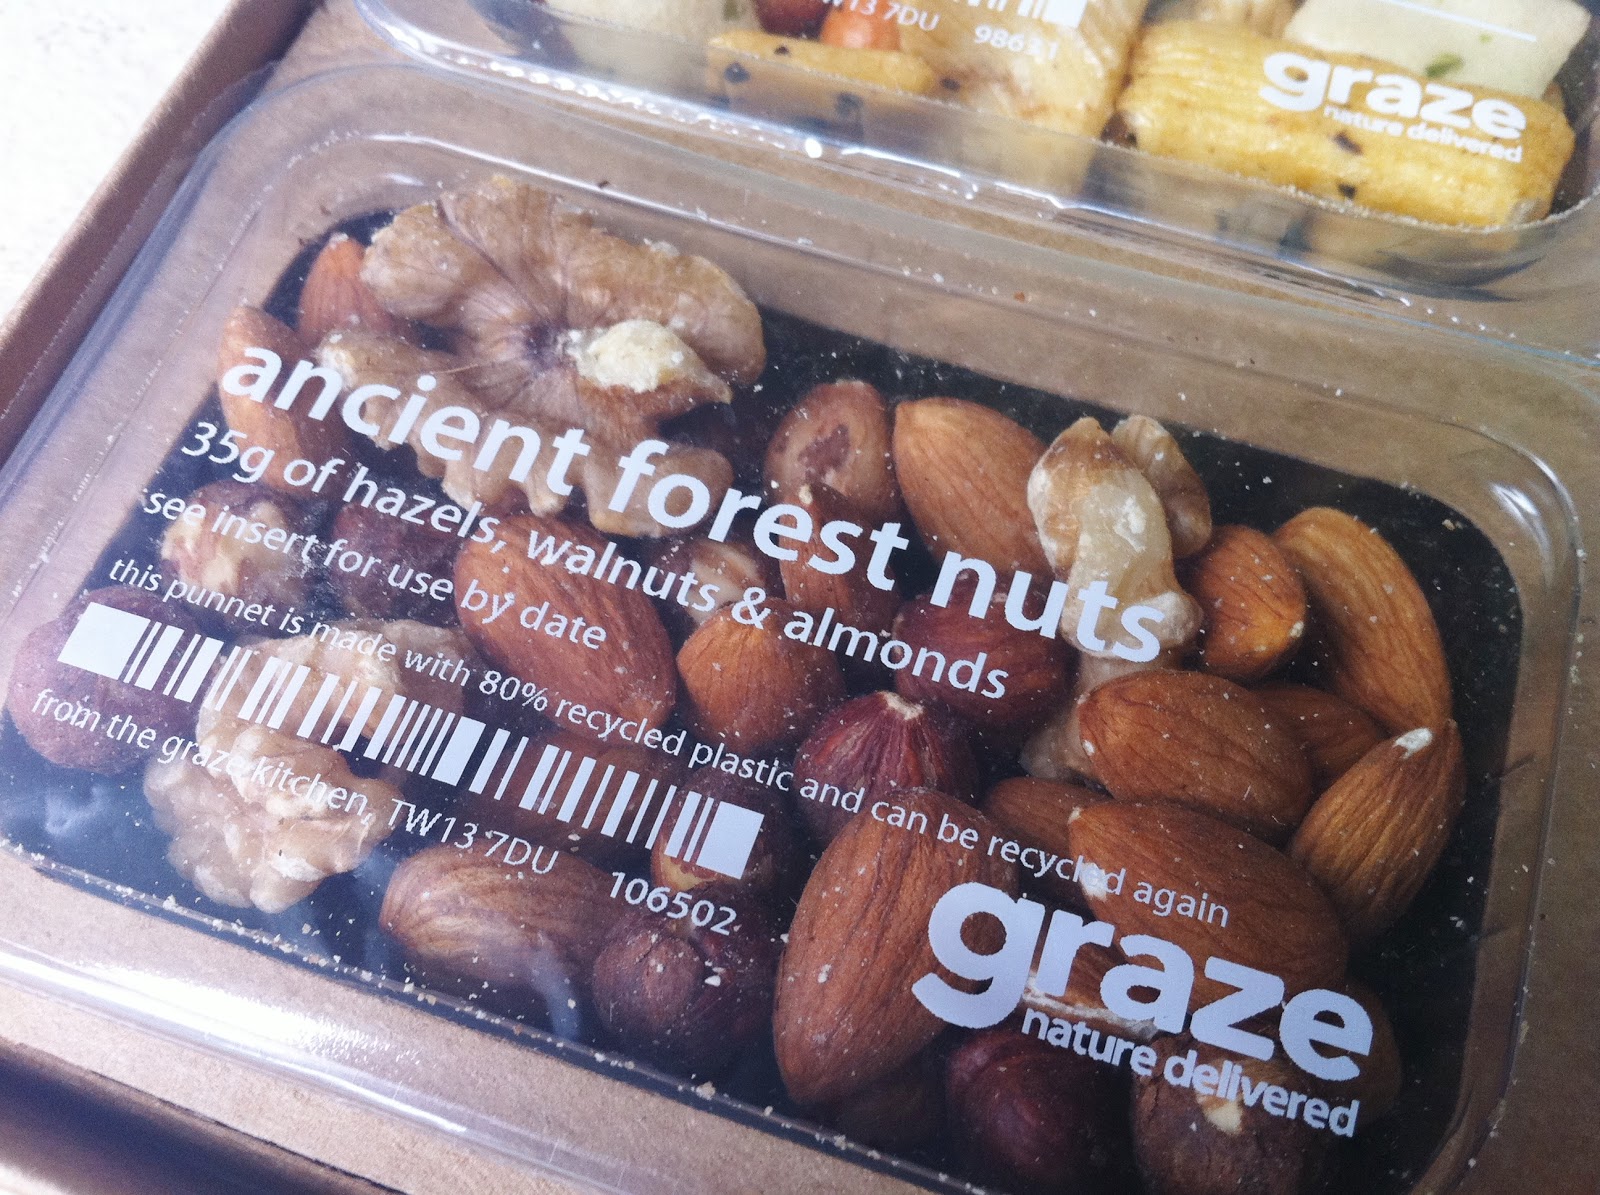 W13 7DU
graze
nature delivered
ancient forest nuts
35g of hazels, walnuts & almonds
see insert for use by date
this punnet is made with 80% recycled plastic and can be recycled again
from the graze kitchen, TW13 7DU
106502
graze
nature delivered